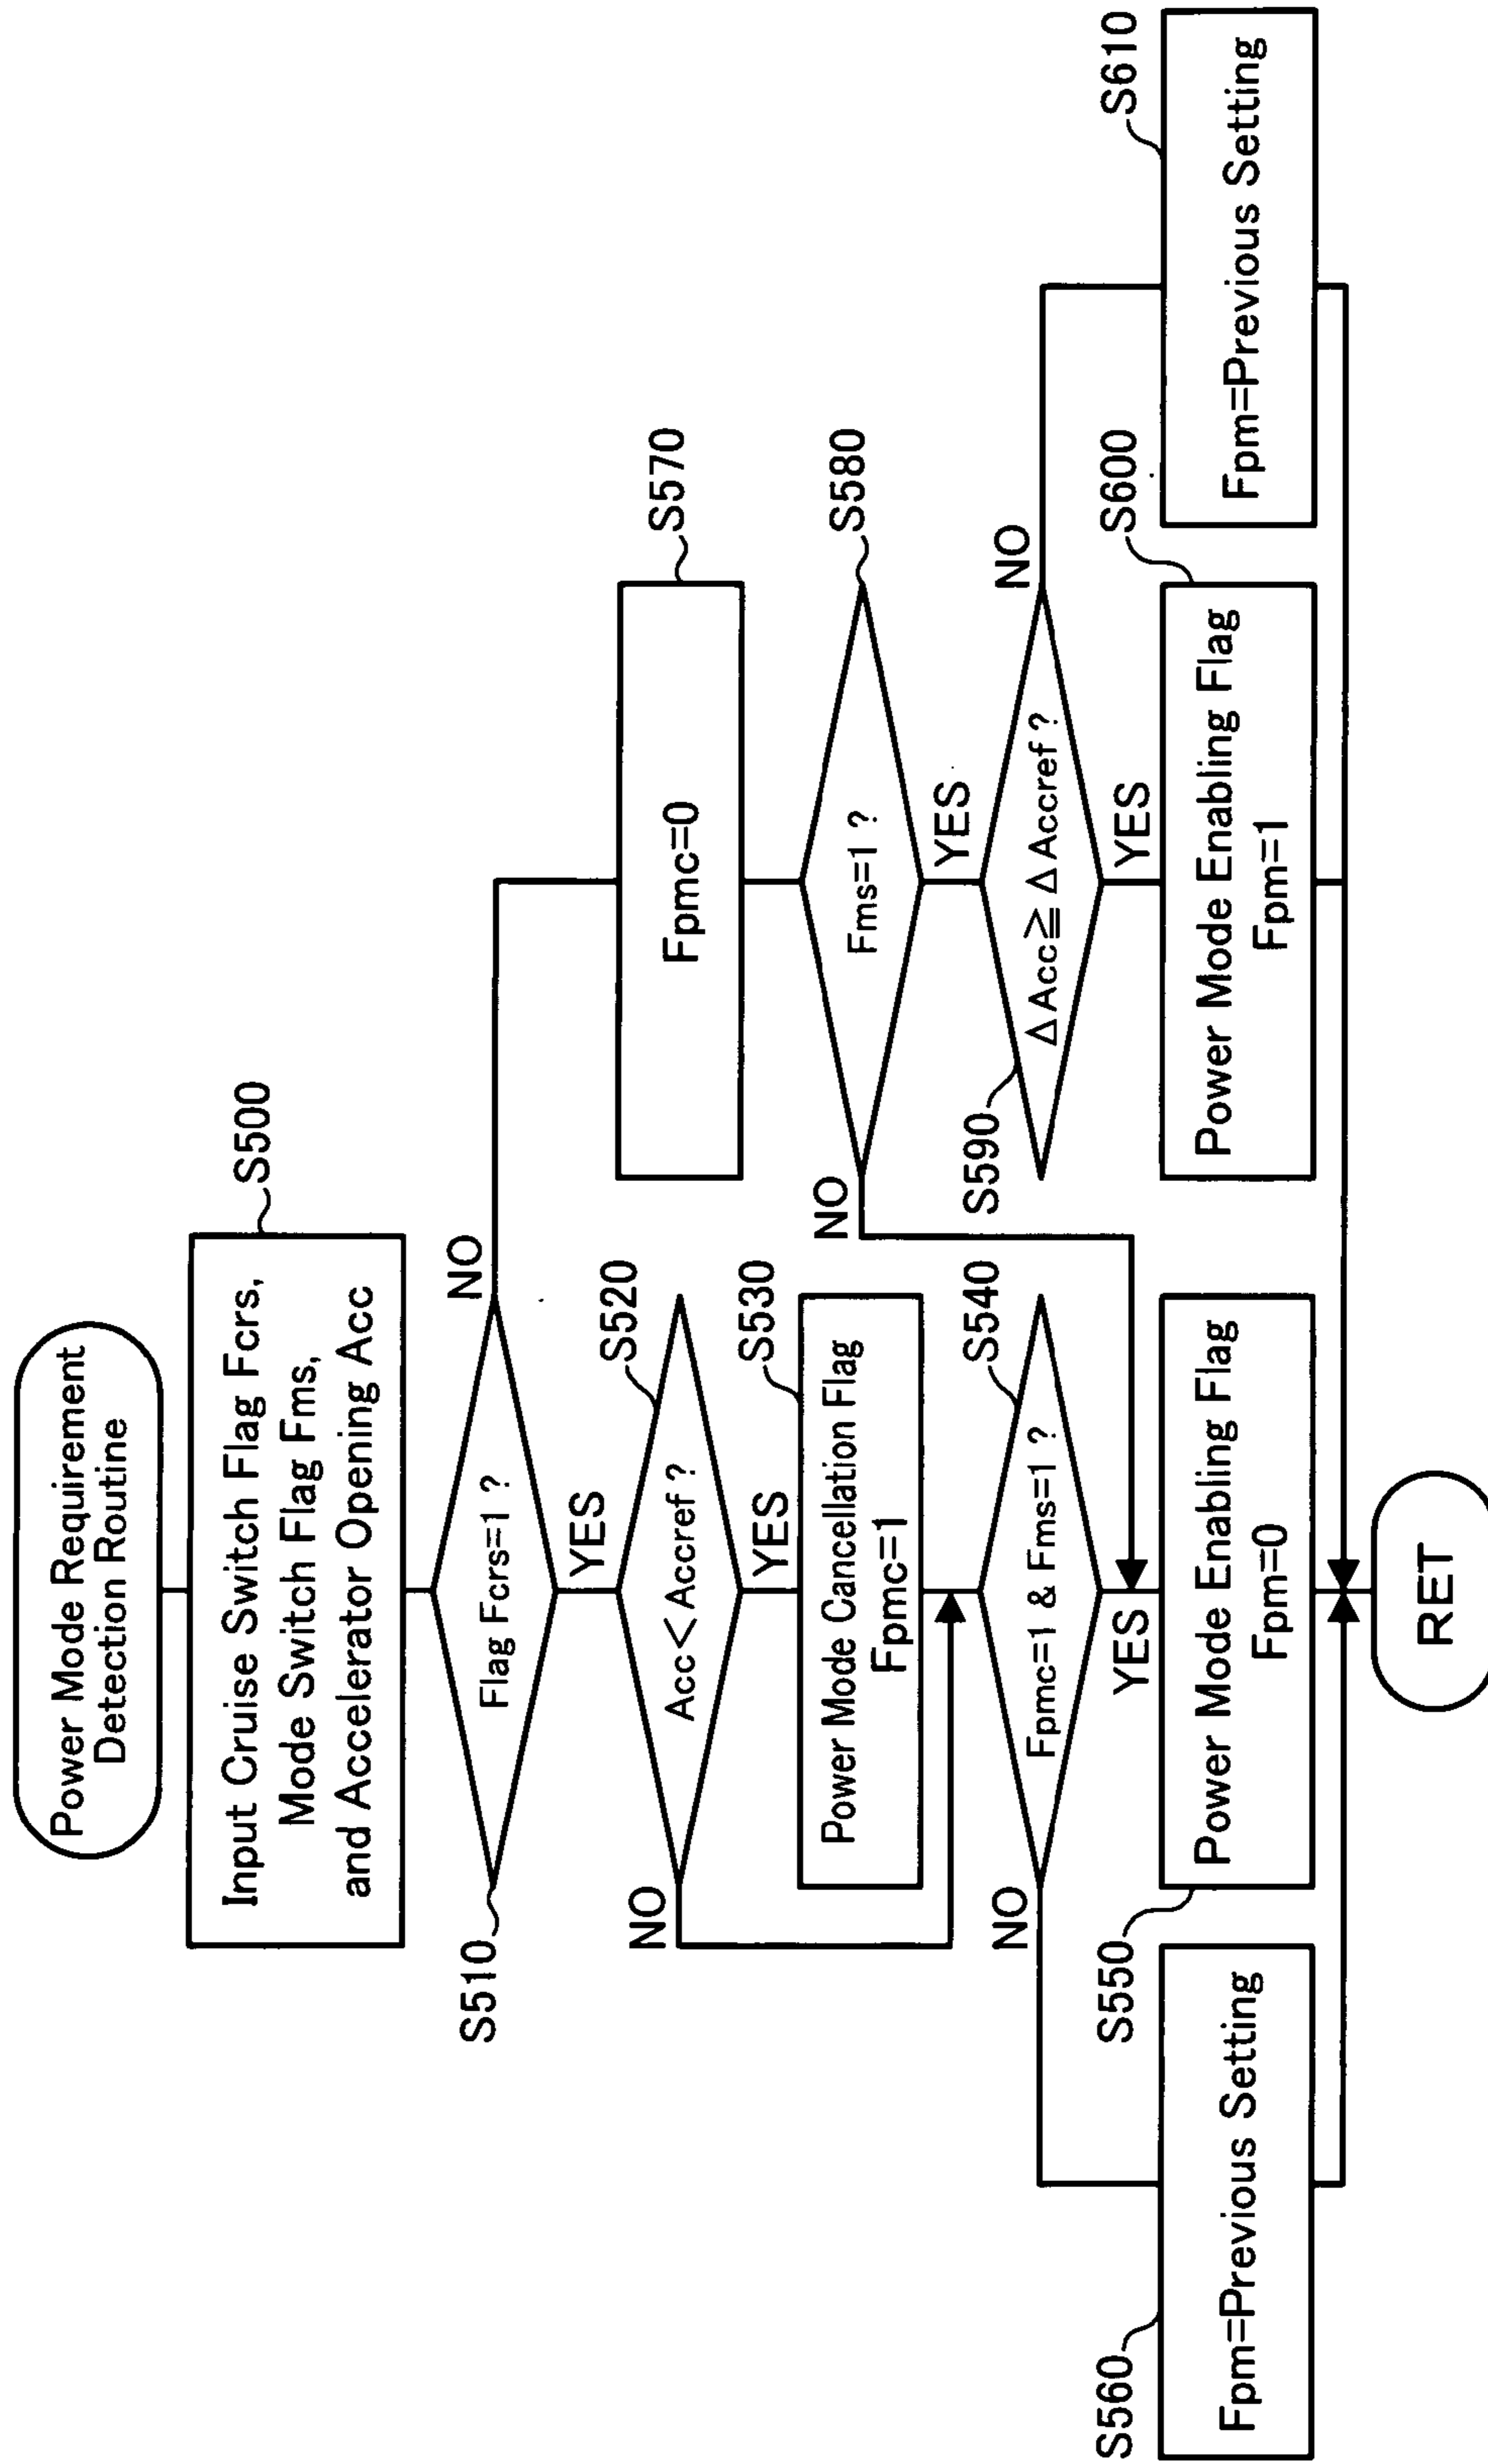 Power Mode Requirement
Detection Routine
S500
Input Cruise Switch Flag Fcrs,
Mode Switch Flag Fms,
and Accelerator Opening Acc
S510
Flag Fcrs=1 ?
NO
YES
S520
Acc<Accref ?
NO
YES
S530
Power Mode Cancellation Flag
Fpmc=1
S540
Fpmc=1 & Fms=1 ?
NO
YES
S550
Power Mode Enabling Flag
Fpm=0
S560
Fpm=Previous Setting
S570
Fpmc=0
S580
Fms=1 ?
NO
YES
S590
ΔAcc≧ΔAccref ?
NO
YES
S600
Power Mode Enabling Flag
Fpm=1
S610
Fpm=Previous Setting
RET